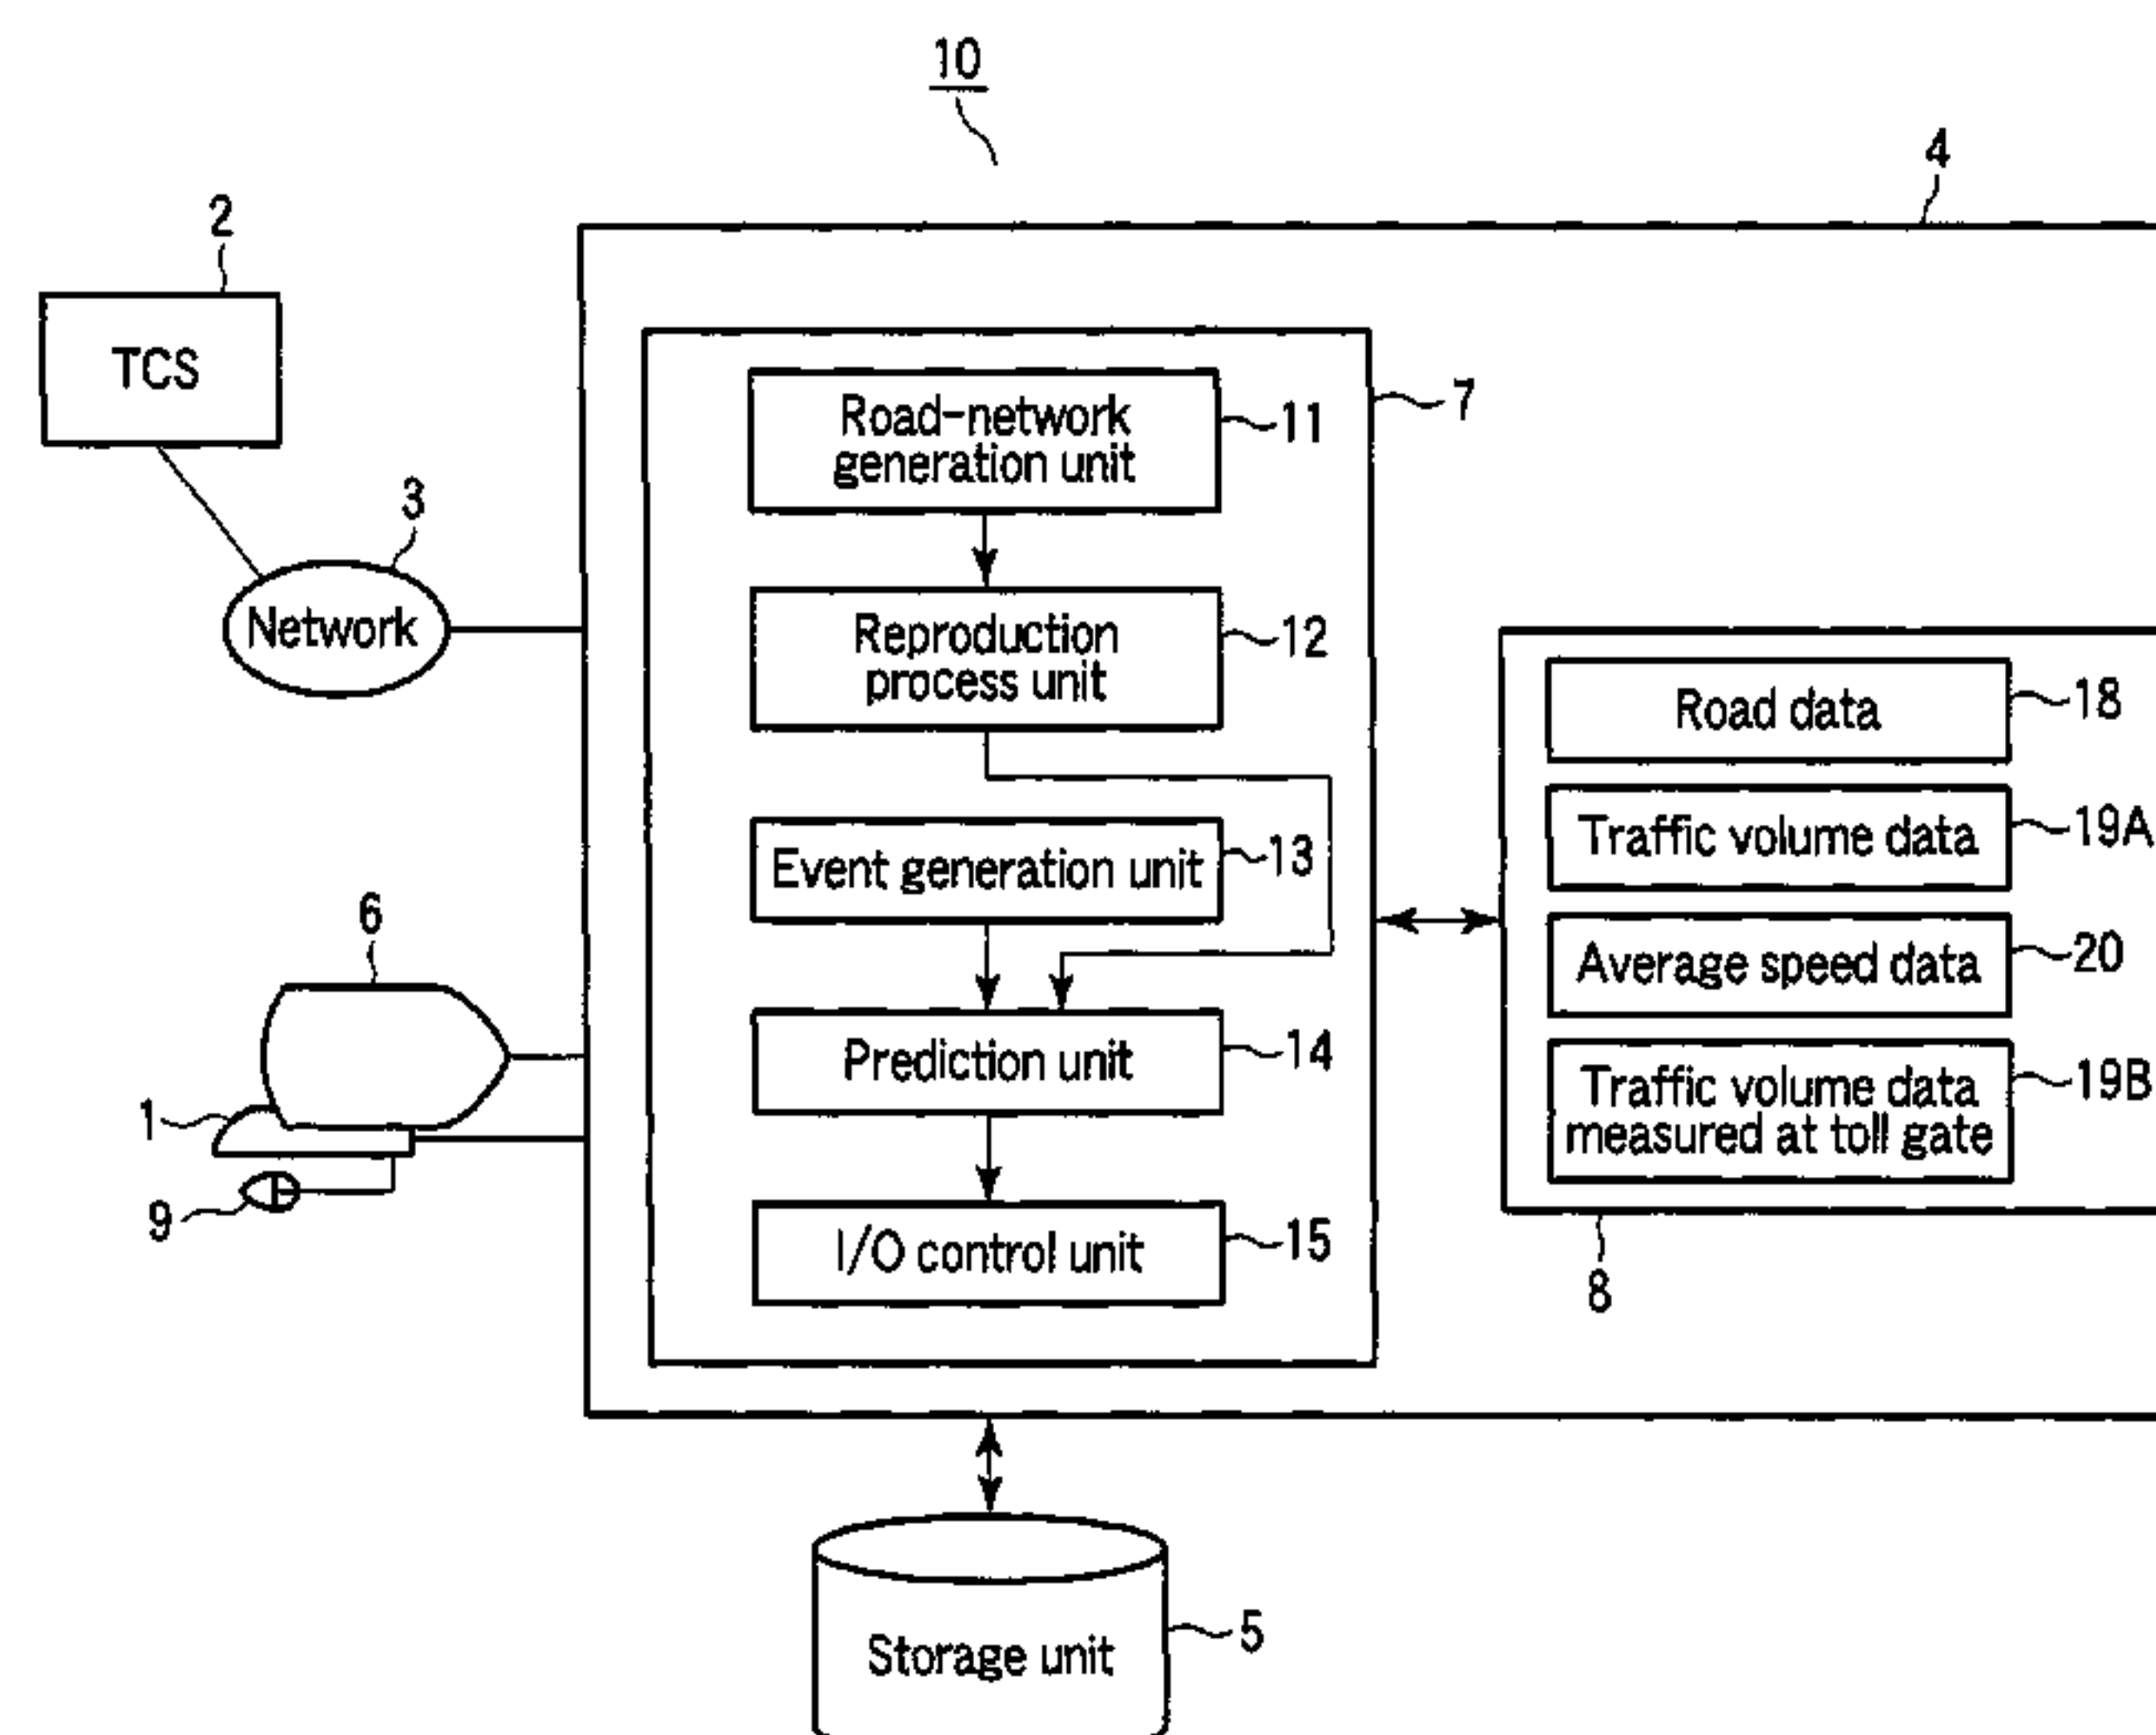 10
4
2
TCS
3
Network
7
Road-network
generation unit
11
Reproduction
process unit
12
Event generation unit
13
Prediction unit
14
I/O control unit
15
Road data
18
Traffic volume data
19A
Average speed data
20
Traffic volume data
measured at toll gate
19B
8
6
1
9
Storage unit
5